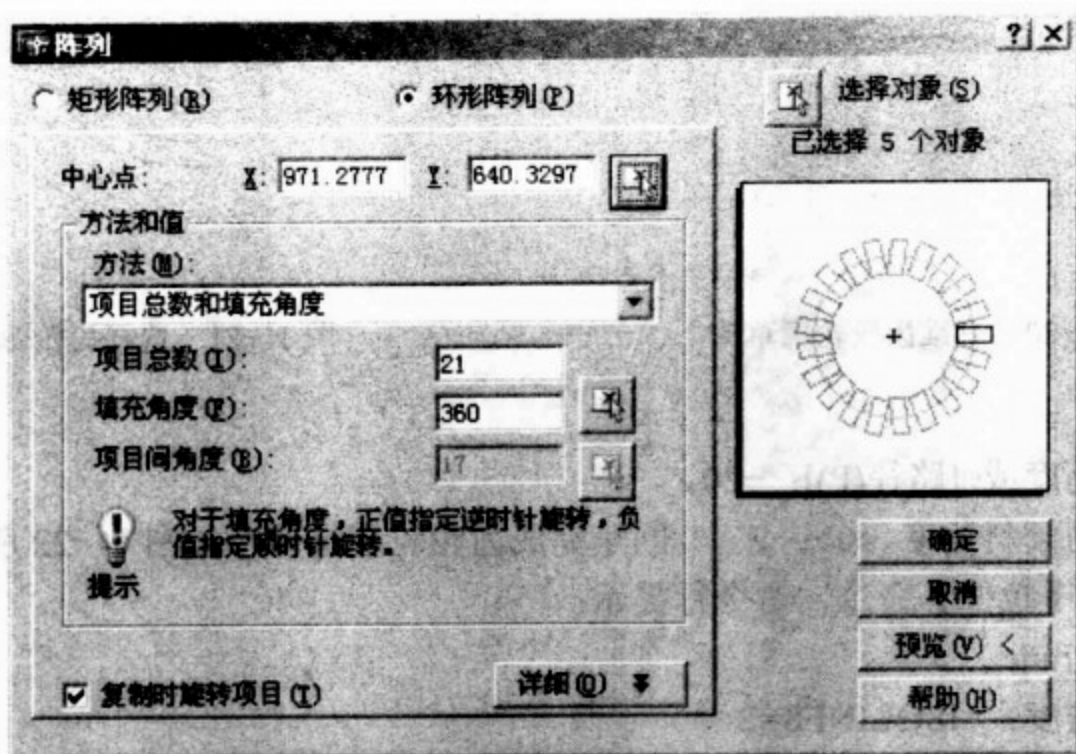 阵列
矩形阵列(R) 环形阵列(P) 选择对象(S)
已选择 5 个对象
中心点: X: 971.2777 Y: 640.3297
方法和值
方法(M):
项目总数和填充角度
项目总数(I): 21
填充角度(F): 360
项目间角度(B): 17
对于填充角度，正值指定逆时针旋转，负
值指定顺时针旋转。
提示
确定
取消
预览(V) <
帮助(H)
复制时旋转项目(T) 详细(O)